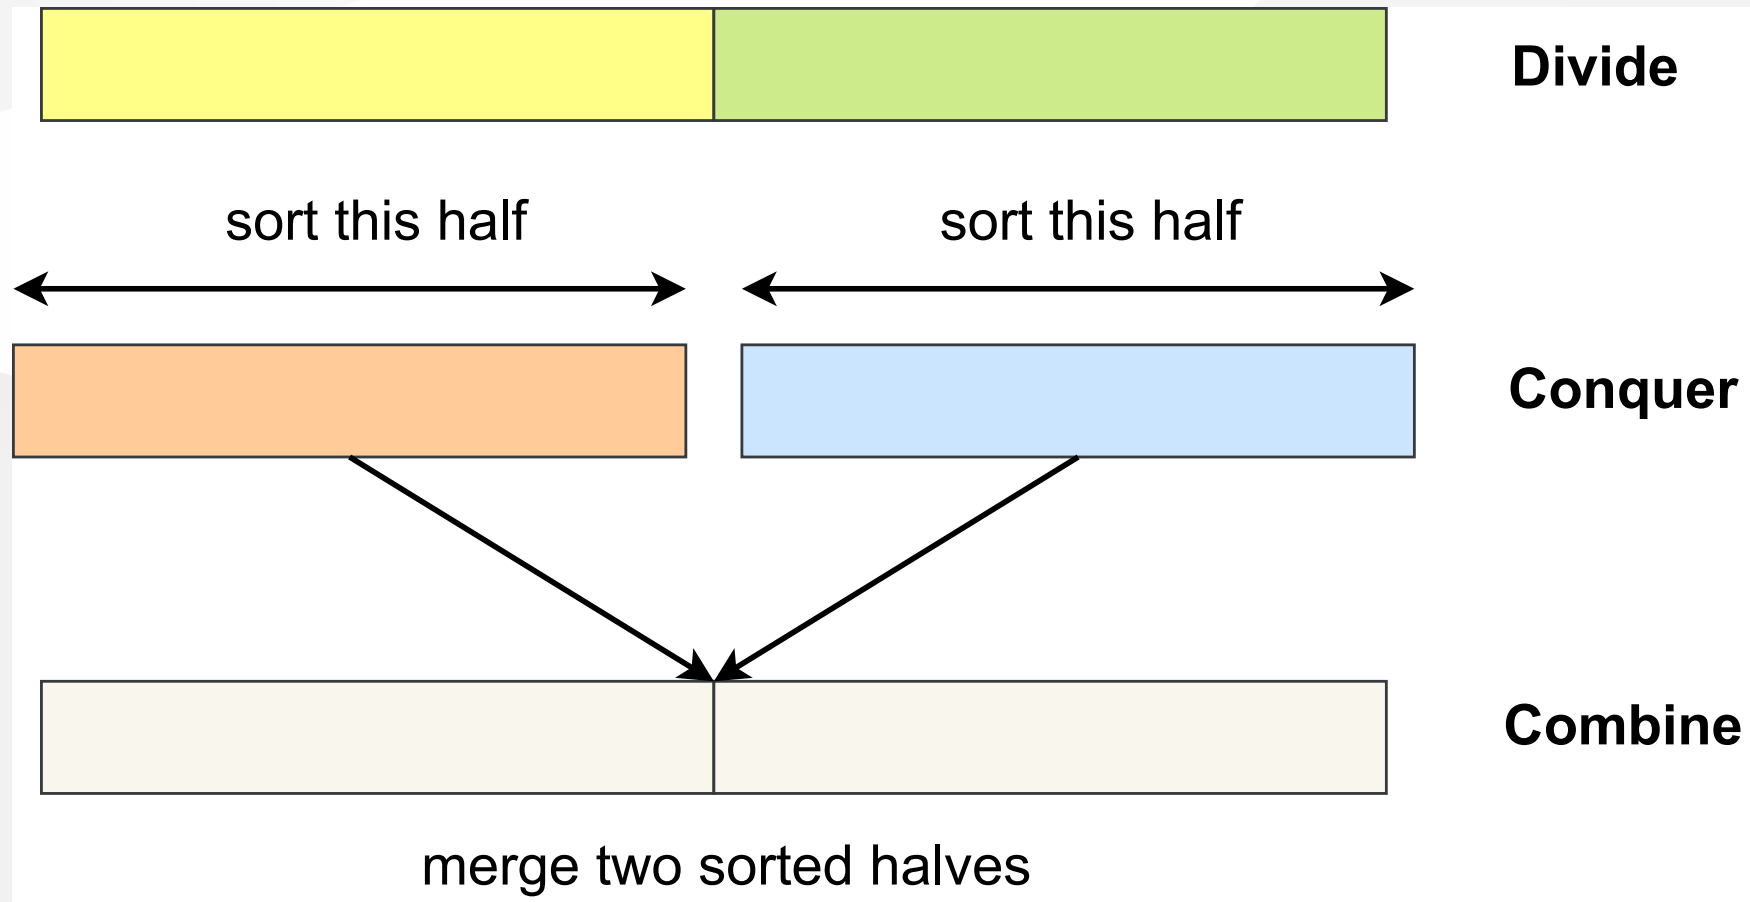 Divide
sort this half
sort this half
Conquer
Combine
merge two sorted halves